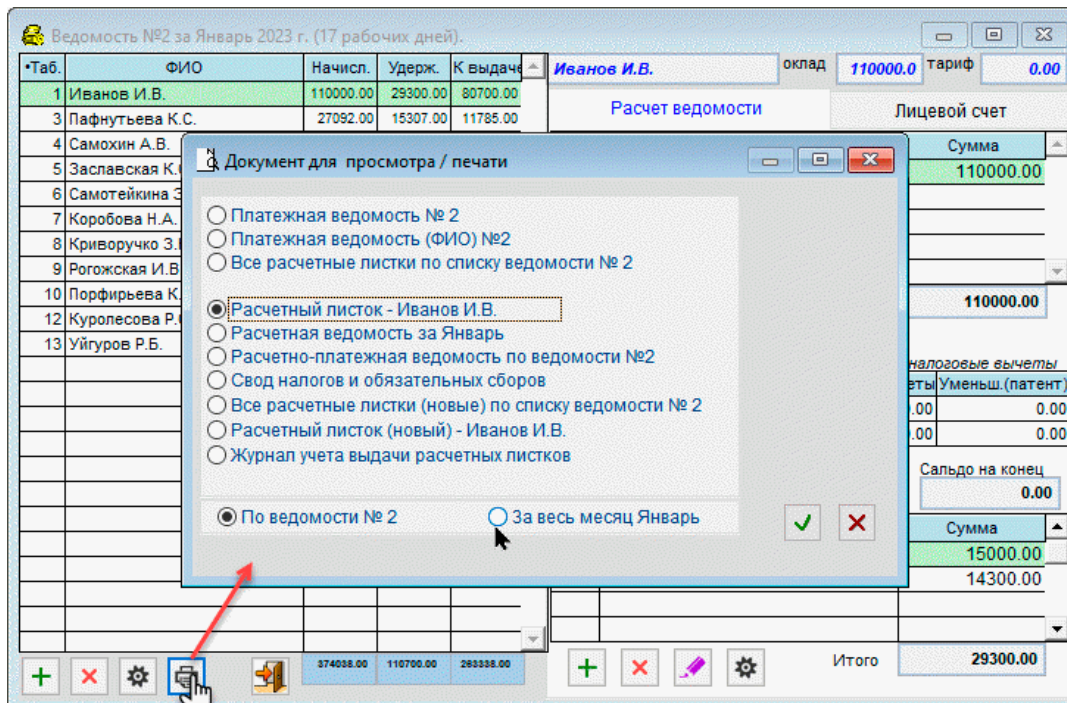 Ведомость №2 за Январь 2023 г. (17 рабочих дней).
•Таб. ФИО Начисл. Удерж. К выдаче
1 Иванов И.В. 110000.00 29300.00 80700.00
3 Пафнутьева К.С. 27092.00 15307.00 11785.00
4 Самохин А.В.
5 Заславская К.
6 Самотейкина
7 Коробова Н.А.
8 Криворучко З.
9 Рогожская И.В
10 Порфирьева К.
12 Куролесова Р.
13 Уйгуров Р.Б.
374038.00 110700.00 263338.00
Иванов И.В. оклад 110000.0 тариф 0.00
Расчет ведомости Лицевой счет
Сумма
110000.00
110000.00
налоговые вычеты
еты Уменьш.(патент)
.00 0.00
.00 0.00
Сальдо на конец
0.00
Сумма
15000.00
14300.00
Итого 29300.00
Документ для просмотра / печати
Платежная ведомость № 2
Платежная ведомость (ФИО) №2
Все расчетные листки по списку ведомости № 2
Расчетный листок - Иванов И.В.
Расчетная ведомость за Январь
Расчетно-платежная ведомость по ведомости №2
Свод налогов и обязательных сборов
Все расчетные листки (новые) по списку ведомости № 2
Расчетный листок (новый) - Иванов И.В.
Журнал учета выдачи расчетных листков
По ведомости № 2 За весь месяц Январь